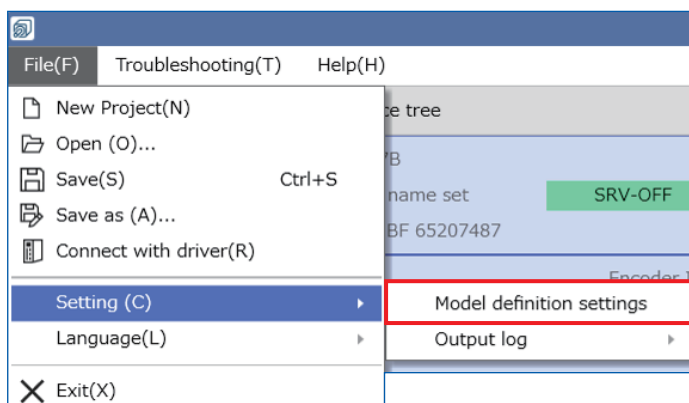 File(F) Troubleshooting(T) Help(H)
New Project(N)
Open (O)...
Save(S) Ctrl+S
Save as (A)...
Connect with driver(R)
Setting (C)
Language(L)
Exit(X)
ce tree
7B
name set SRV-OFF
BF 65207487
Encoder
Model definition settings
Output log